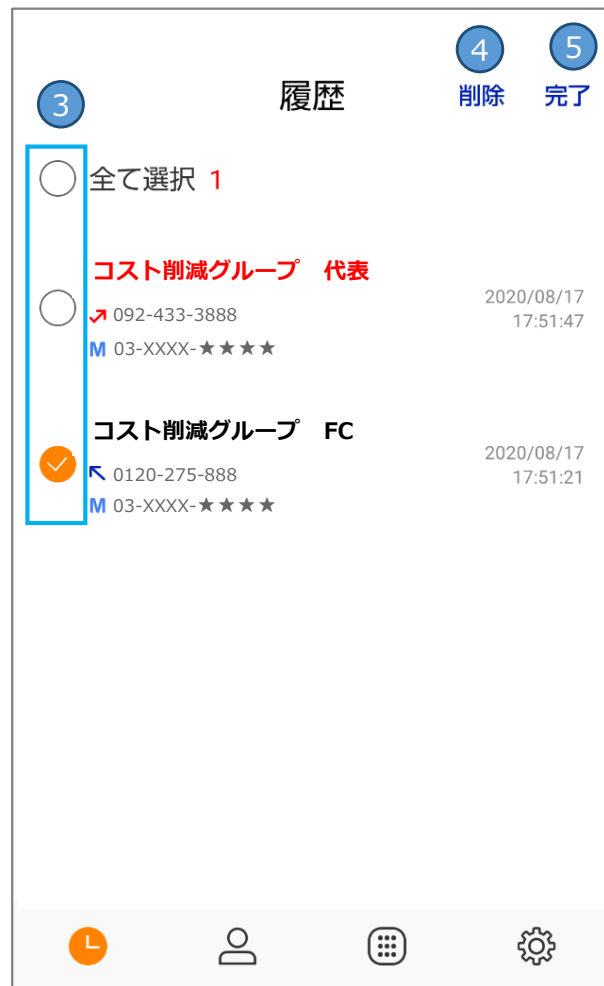 4 5
3 履歴 削除 完了
全て選択 1
コスト削減グループ　代表
092-433-3888
2020/08/17
17:51:47
M 03-XXXX-★★★★
コスト削減グループ　FC
0120-275-888
2020/08/17
17:51:21
M 03-XXXX-★★★★